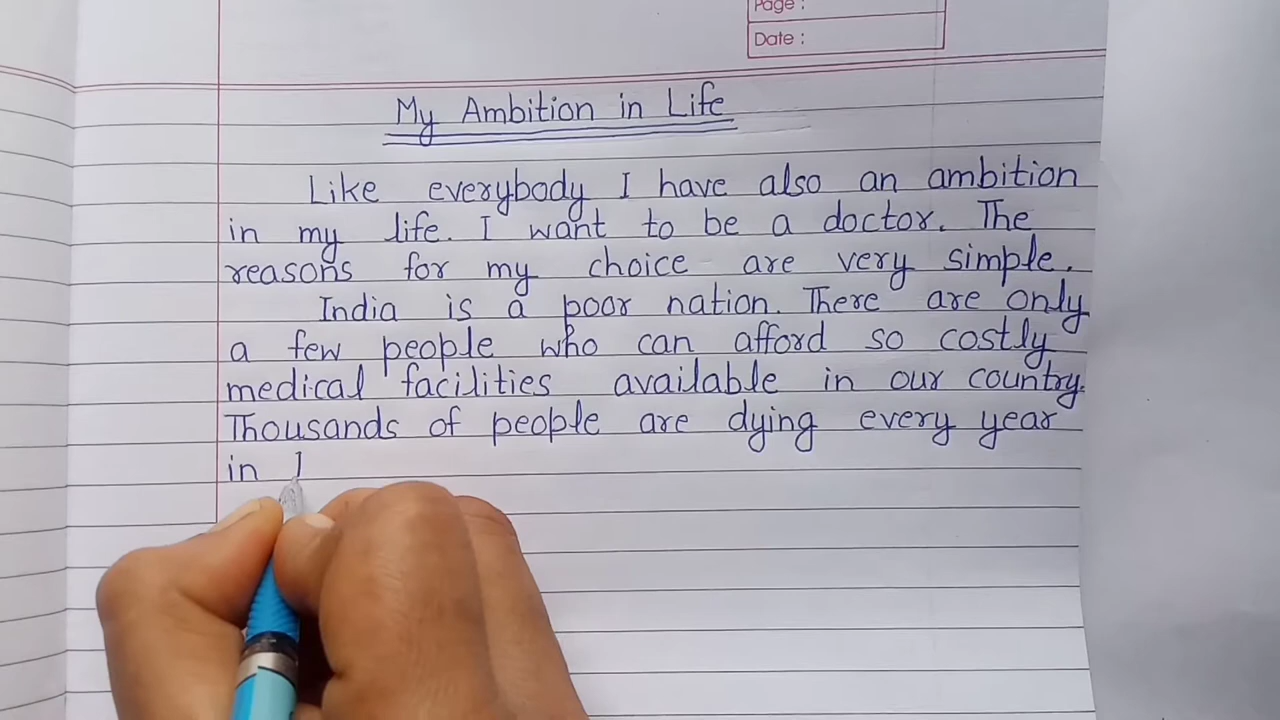 Page :
Date :
My Ambition in Life
Like everybody I have also an ambition
in my life. I want to be a doctor. The
reasons for my choice are very simple.
India is a poor nation. There are only
a few people who can afford so costly
medical facilities available in our country.
Thousands of people are dying every year
in I